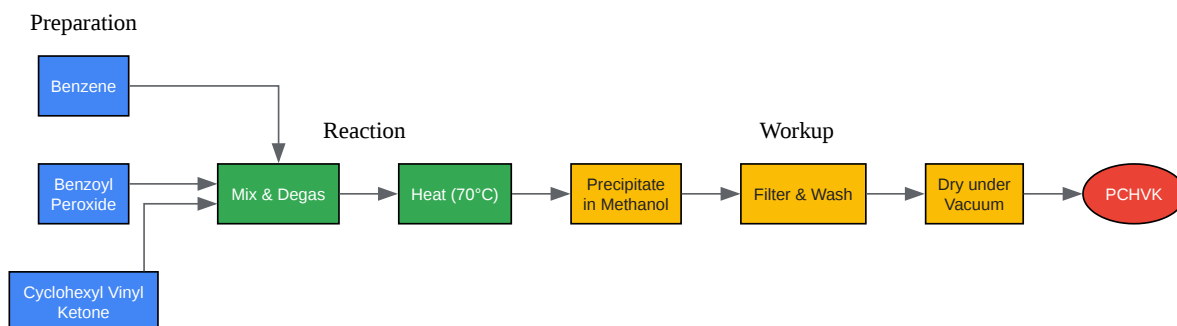 Preparation
Benzene
Reaction
Workup
Benzoyl
Peroxide
Mix & Degas
Heat (70°C)
Precipitate
in Methanol
Filter & Wash
Dry under
Vacuum
PCHVK
Cyclohexyl Vinyl
Ketone